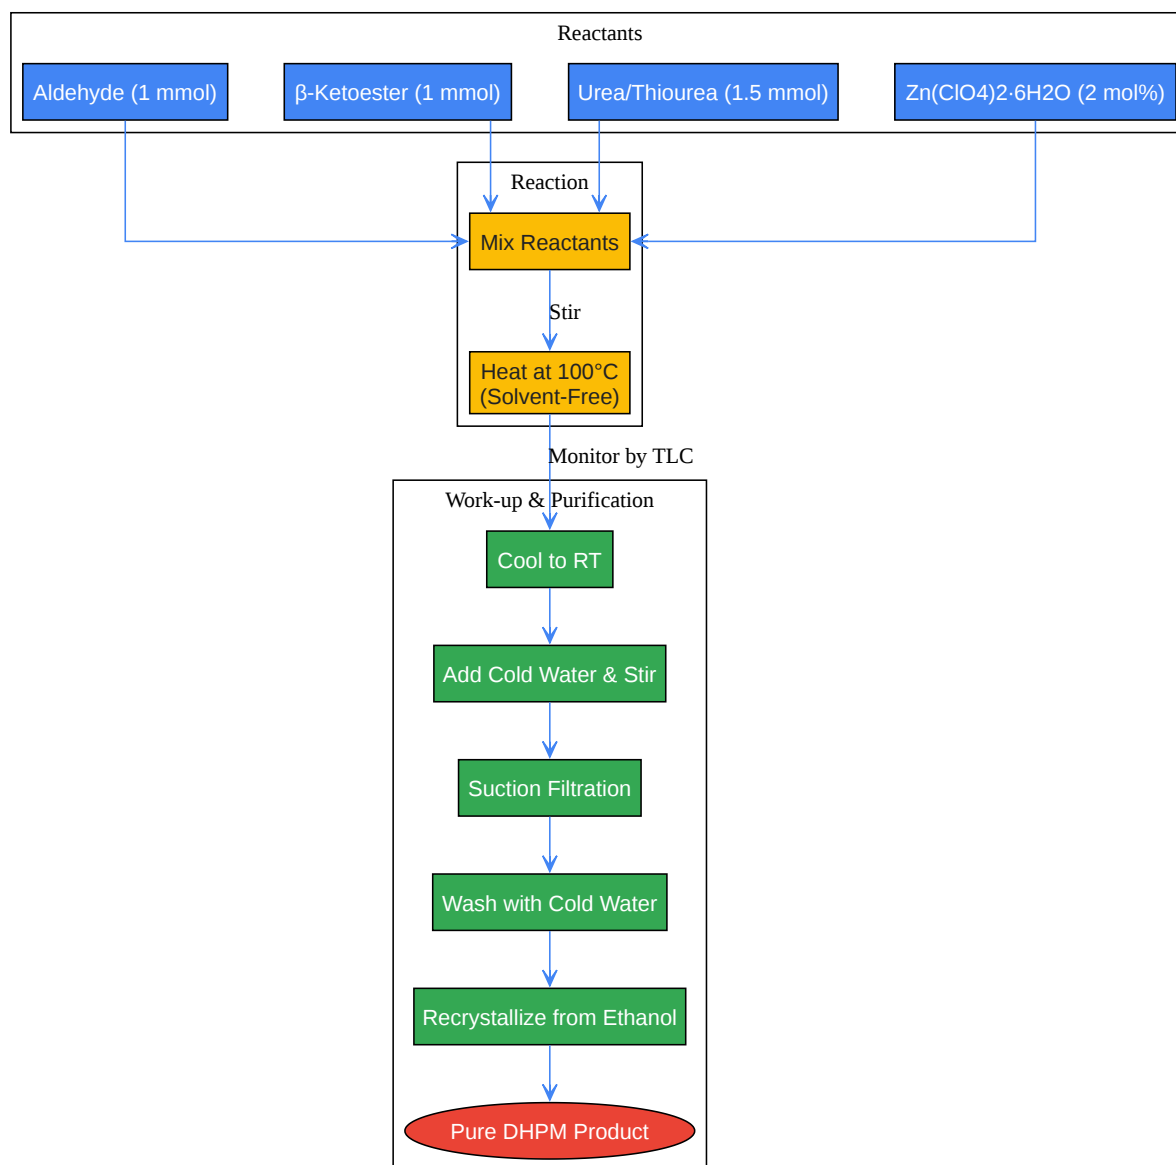 Reactants
Aldehyde (1 mmol)
β-Ketoester (1 mmol)
Urea/Thiourea (1.5 mmol)
Zn(ClO4)2·6H2O (2 mol%)
Reaction
Mix Reactants
Stir
Heat at 100°C
(Solvent-Free)
Monitor by TLC
Work-up & Purification
Cool to RT
Add Cold Water & Stir
Suction Filtration
Wash with Cold Water
Recrystallize from Ethanol
Pure DHPM Product